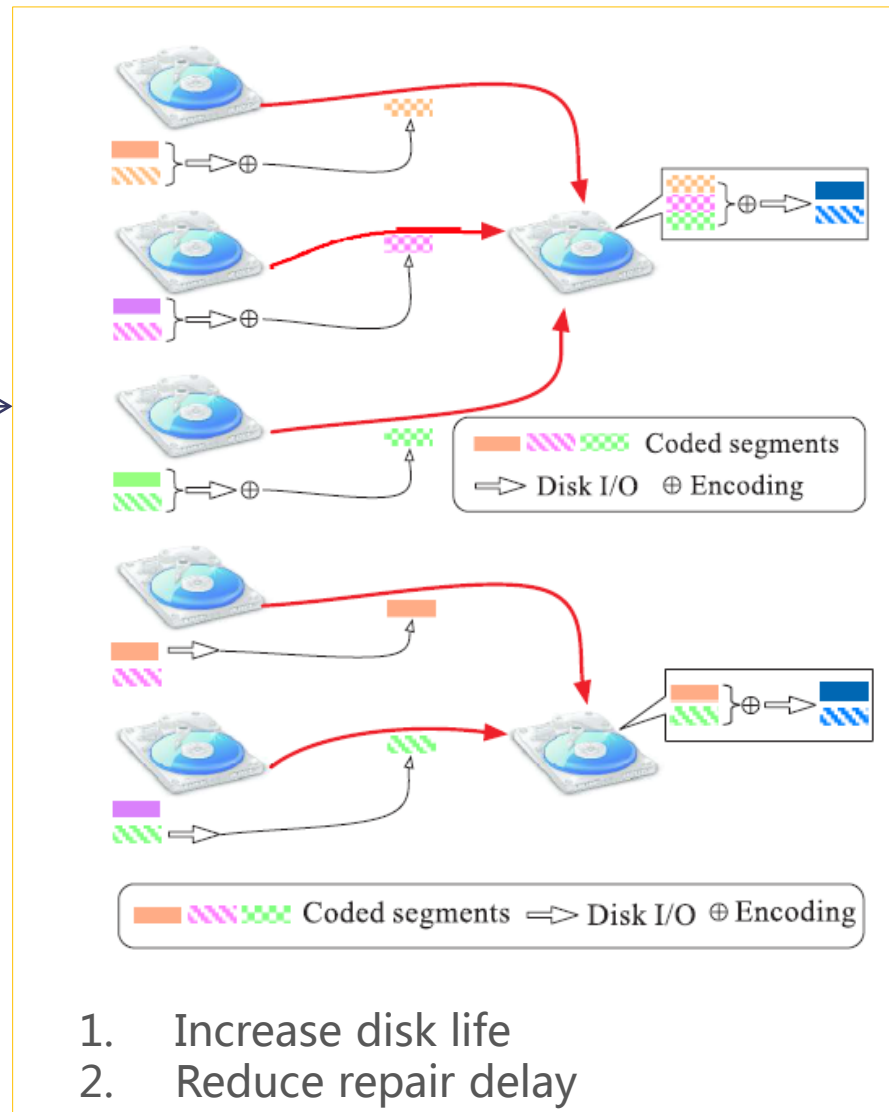 Coded segments
Disk I/O ⊕ Encoding
Coded segments Disk I/O ⊕ Encoding
1. Increase disk life
2. Reduce repair delay